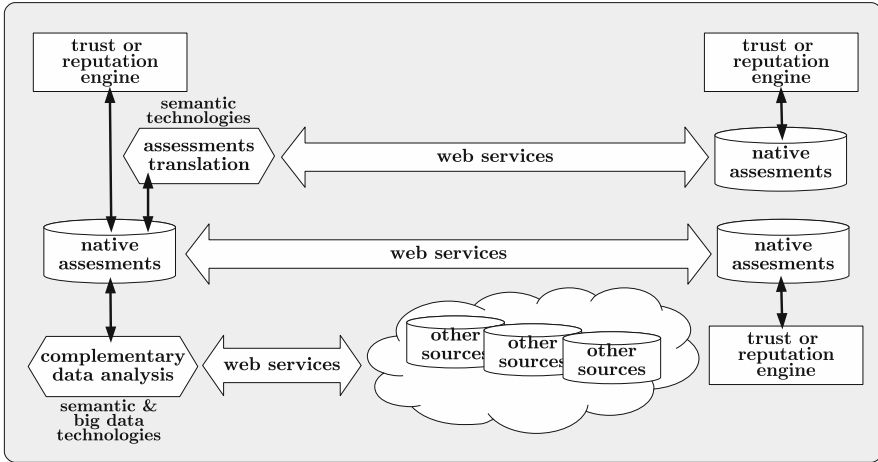 trust or
reputation
engine
trust or
reputation
engine
semantic
technologies
assessments
translation
web services
native
assesments
native
assesments
web services
native
assesments
complementary
data analysis
web services
other
sources
other
sources
other
sources
trust or
reputation
engine
semantic &
big data
technologies